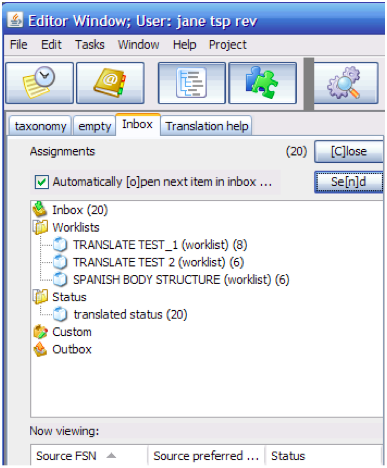 Editor Window; User: jane tsp rev
File Edit Tasks Window Help Project
taxonomy empty Inbox Translation help
Assignments (20) [C]lose
Automatically [o]pen next item in inbox ... Se[n]d
Inbox (20)
Worklists
TRANSLATE TEST_1 (worklist) (8)
TRANSLATE TEST 2 (worklist) (6)
SPANISH BODY STRUCTURE (worklist) (6)
Status
translated status (20)
Custom
Outbox
Now viewing:
Source FSN Source preferred ... Status